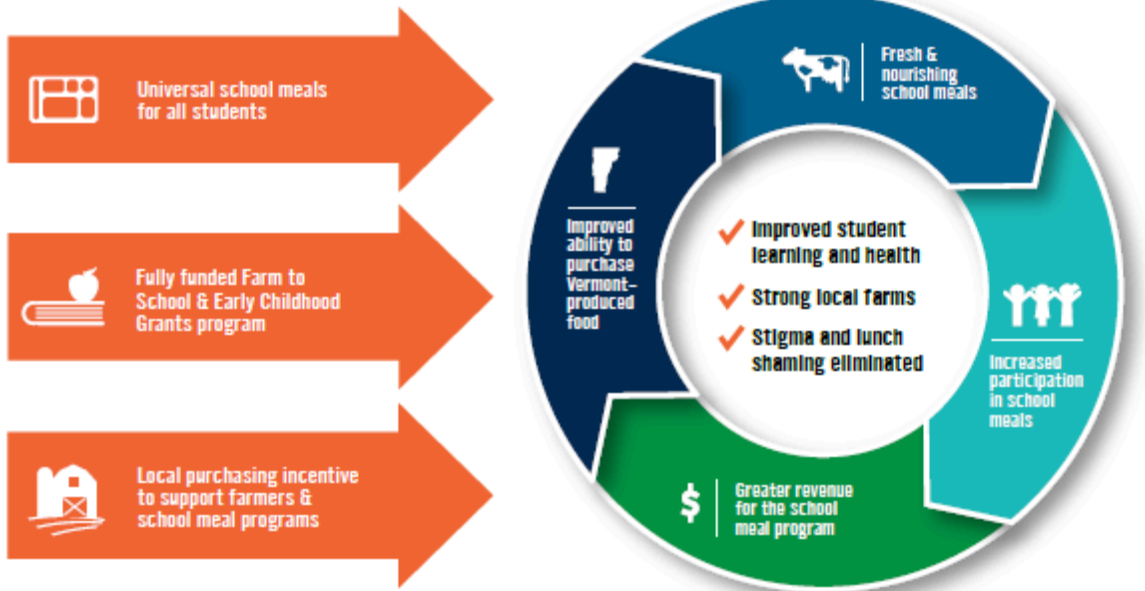 Universal school meals
for all students
Fully funded Farm to
School & Early Childhood
Grants program
Local purchasing incentive
to support farmers &
school meal programs
Fresh &
nourishing
school meals
Increased
participation
in school
meals
$
Greater revenue
for the school
meal program
Improved
ability to
purchase
Vermont–
produced
food
Improved student
learning and health
Strong local farms
Stigma and lunch
shaming eliminated